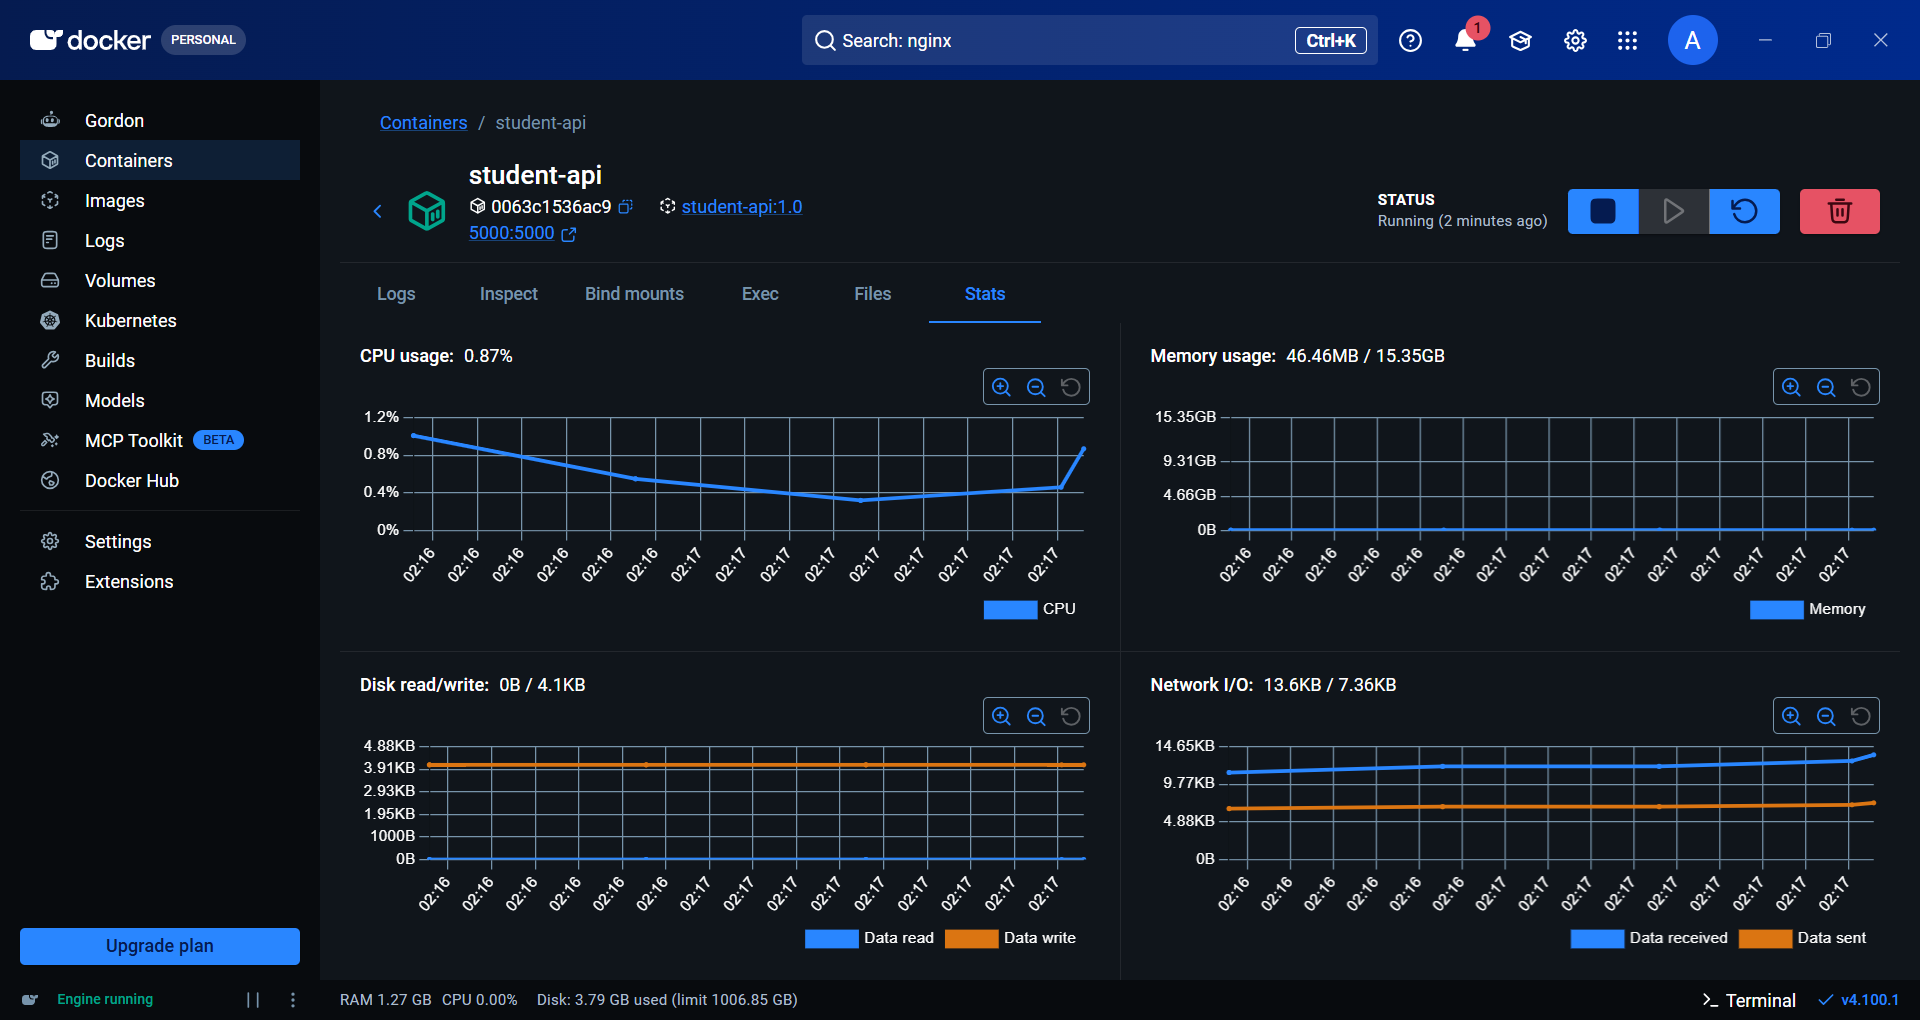 docker PERSONAL
Search: nginx Ctrl+K
1
A
Gordon
Containers
Images
Logs
Volumes
Kubernetes
Builds
Models
MCP Toolkit BETA
Docker Hub
Settings
Extensions
Upgrade plan
Containers / student-api
student-api
0063c1536ac9 student-api:1.0
5000:5000
STATUS
Running (2 minutes ago)
Logs Inspect Bind mounts Exec Files Stats
CPU usage: 0.87%
1.2%
0.8%
0.4%
0%
02:16 02:16 02:16 02:16 02:16 02:16 02:17 02:17 02:17 02:17 02:17 02:17 02:17 02:17 02:17
CPU
Memory usage: 46.46MB / 15.35GB
15.35GB
9.31GB
4.66GB
0B
02:16 02:16 02:16 02:16 02:16 02:16 02:17 02:17 02:17 02:17 02:17 02:17 02:17 02:17 02:17
Memory
Disk read/write: 0B / 4.1KB
4.88KB
3.91KB
2.93KB
1.95KB
1000B
0B
02:16 02:16 02:16 02:16 02:16 02:16 02:17 02:17 02:17 02:17 02:17 02:17 02:17 02:17 02:17
Data read Data write
Network I/O: 13.6KB / 7.36KB
14.65KB
9.77KB
4.88KB
0B
02:16 02:16 02:16 02:16 02:16 02:16 02:17 02:17 02:17 02:17 02:17 02:17 02:17 02:17 02:17
Data received Data sent
Engine running
RAM 1.27 GB CPU 0.00% Disk: 3.79 GB used (limit 1006.85 GB)
Terminal v4.100.1